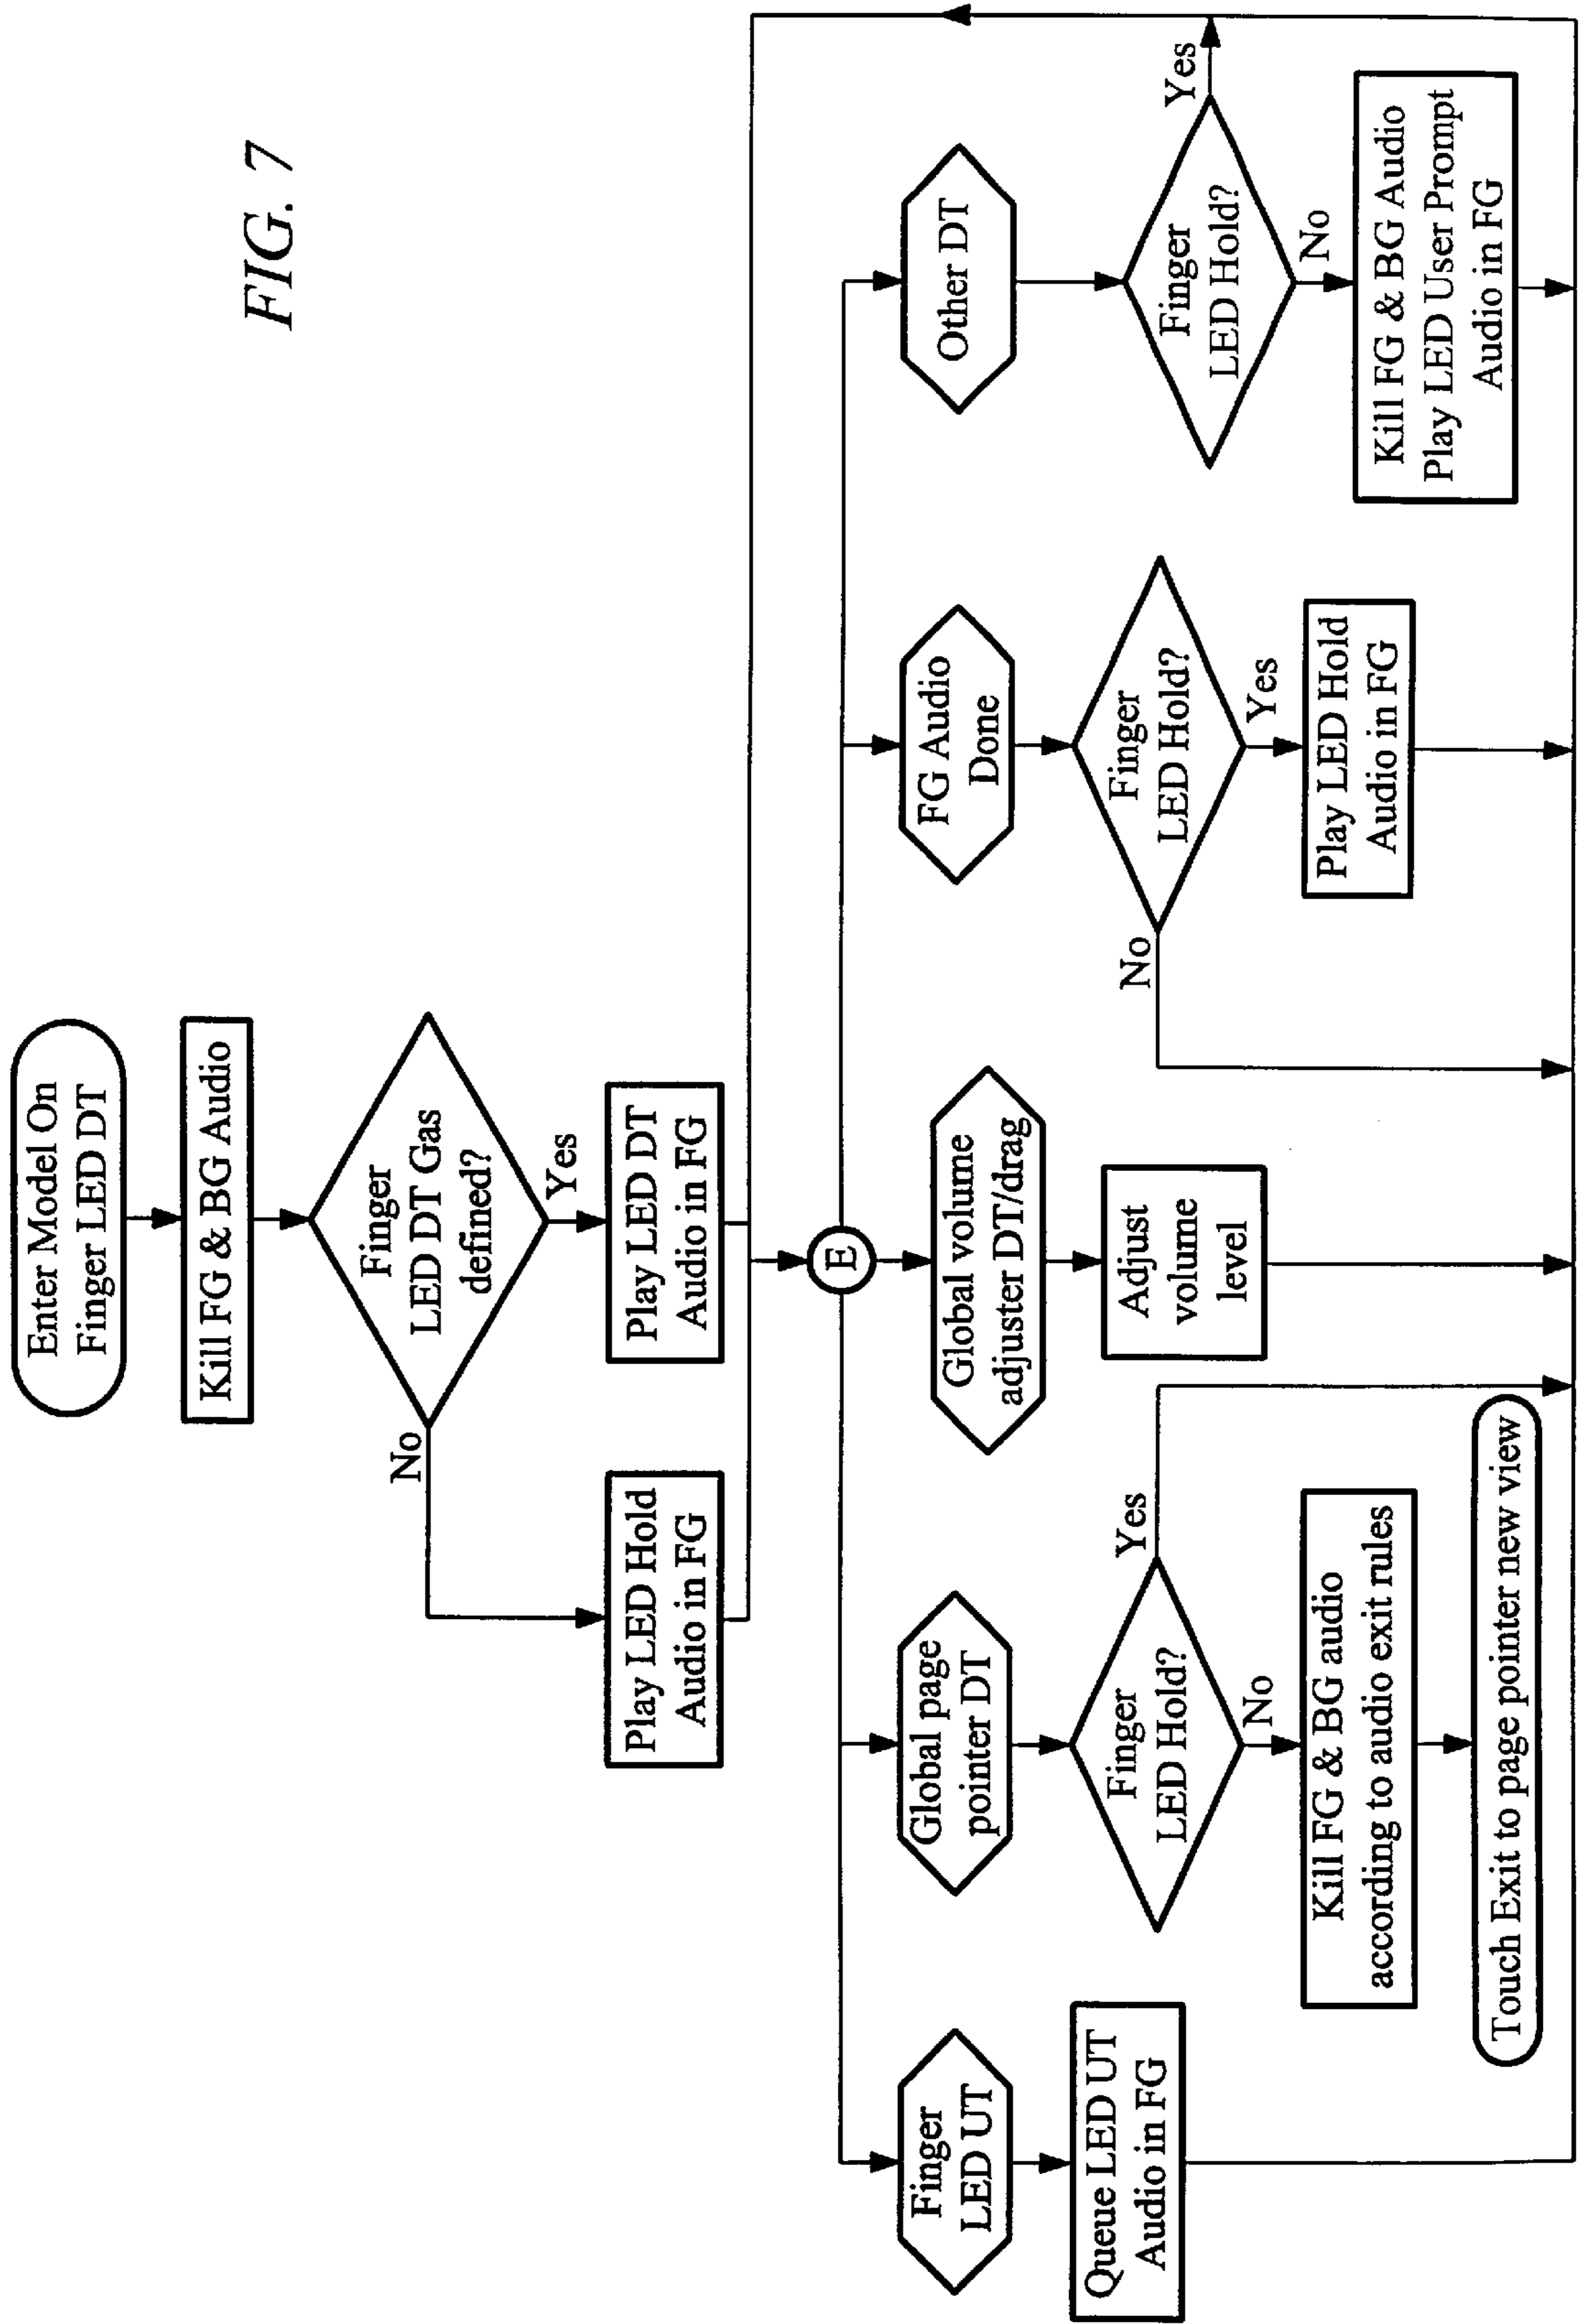 FIG. 7
Enter Model On
Finger LED DT
Kill FG & BG Audio
Finger
LED DT Gas
defined?
No
Yes
Play LED Hold
Audio in FG
Play LED DT
Audio in FG
E
Finger
LED UT
Queue LED UT
Audio in FG
Global page
pointer DT
Finger
LED Hold?
Yes
No
Kill FG & BG audio
according to audio exit rules
Touch Exit to page pointer new view
Global volume
adjuster DT/drag
Adjust
volume
level
FG Audio
Done
Finger
LED Hold?
No
Yes
Play LED Hold
Audio in FG
Other DT
Finger
LED Hold?
Yes
No
Kill FG & BG Audio
Play LED User Prompt
Audio in FG